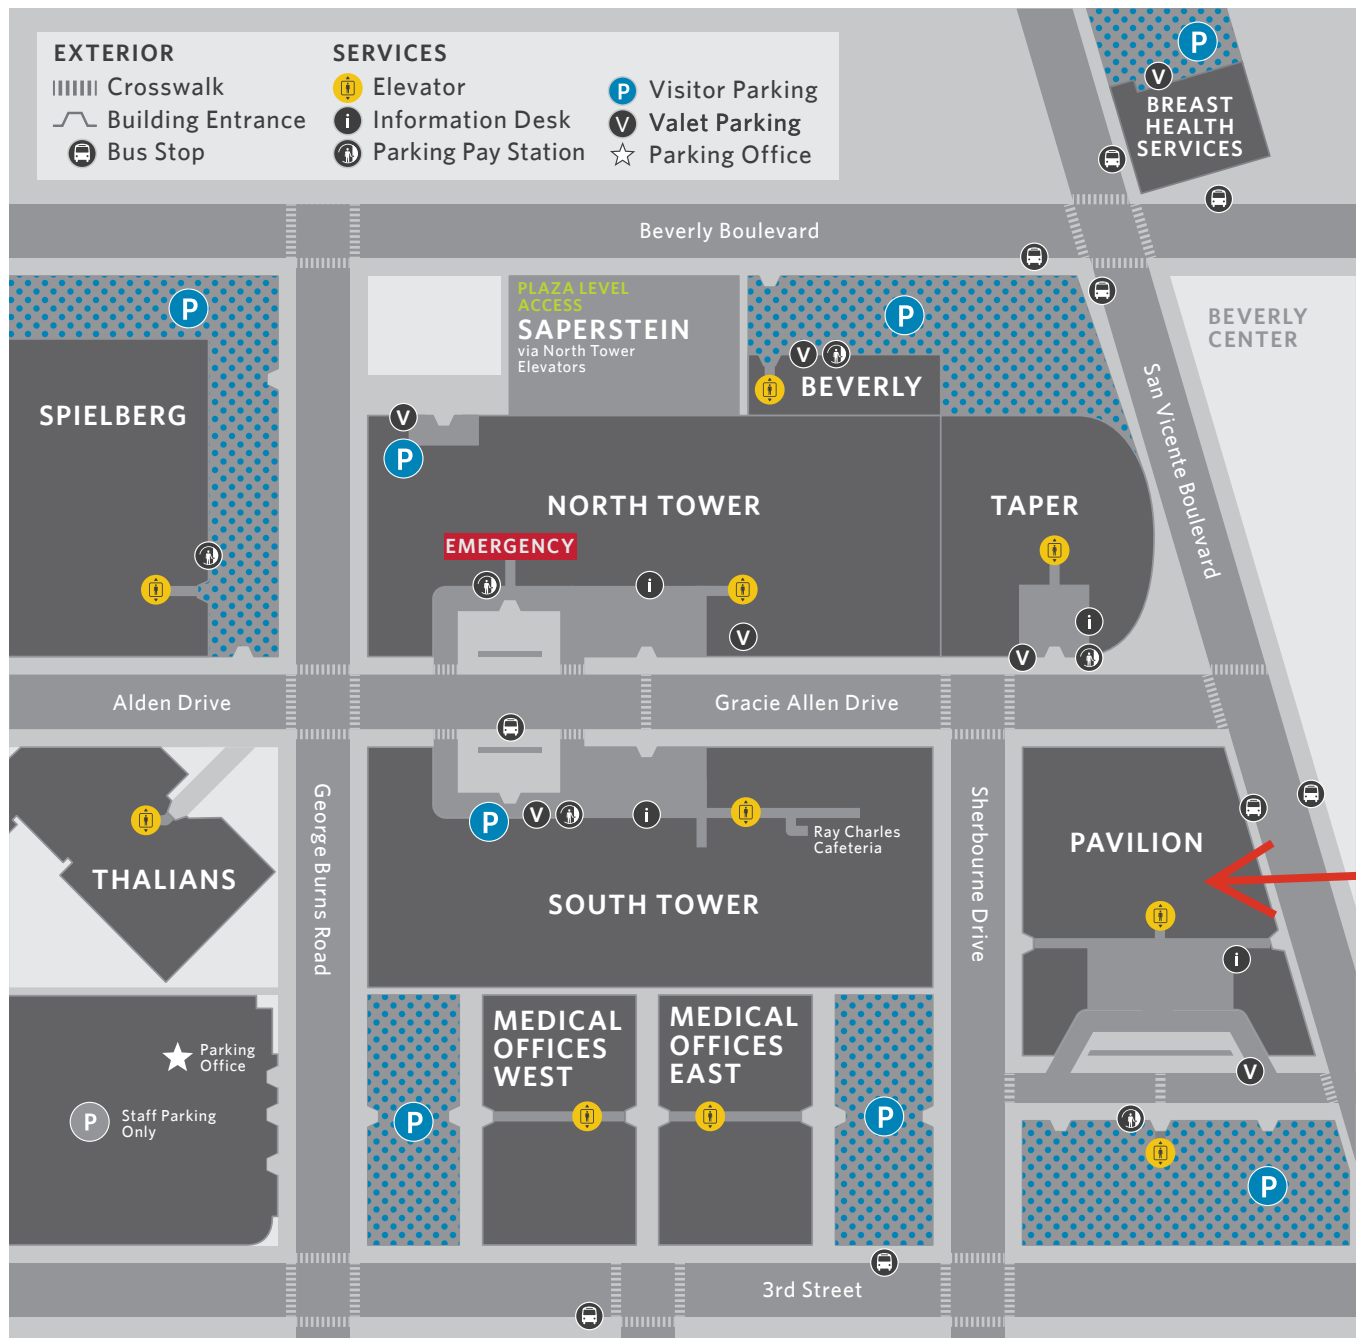 EXTERIOR
Crosswalk
Building Entrance
Bus Stop
SERVICES
Elevator
i Information Desk
Parking Pay Station
P Visitor Parking
V Valet Parking
Parking Office
P
V
BREAST
HEALTH
SERVICES
Beverly Boulevard
P
PLAZA LEVEL
ACCESS
SAPERSTEIN
via North Tower
Elevators
P
BEVERLY
CENTER
V
BEVERLY
San Vicente Boulevard
SPIELBERG
V
P
NORTH TOWER
TAPER
EMERGENCY
i
V
i
V
Alden Drive
Gracie Allen Drive
George Burns Road
Sherbourne Drive
P
V
i
Ray Charles
Cafeteria
PAVILION
THALIANS
SOUTH TOWER
i
MEDICAL
OFFICES
WEST
MEDICAL
OFFICES
EAST
Parking
Office
V
P
Staff Parking
Only
P
P
P
3rd Street